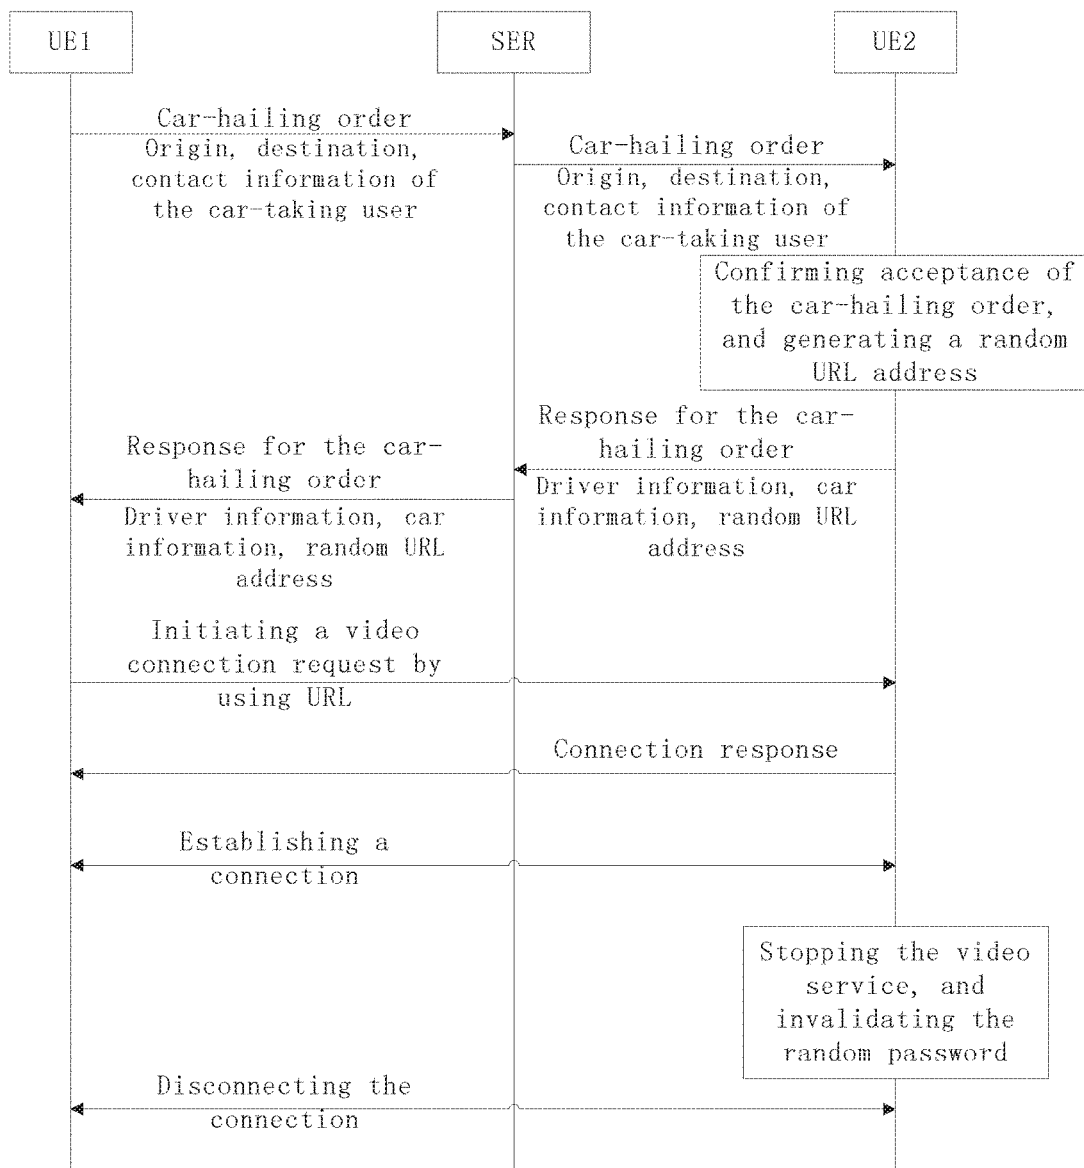 UE1
SER
UE2
Car-hailing order
Origin, destination,
contact information of
the car-taking user
Car-hailing order
Origin, destination,
contact information of
the car-taking user
Confirming acceptance of
the car-hailing order,
and generating a random
URL address
Response for the car-
hailing order
Driver information, car
information, random URL
address
Response for the car-
hailing order
Driver information, car
information, random URL
address
Initiating a video
connection request by
using URL
Connection response
Establishing a
connection
Stopping the video
service, and
invalidating the
random password
Disconnecting the
connection